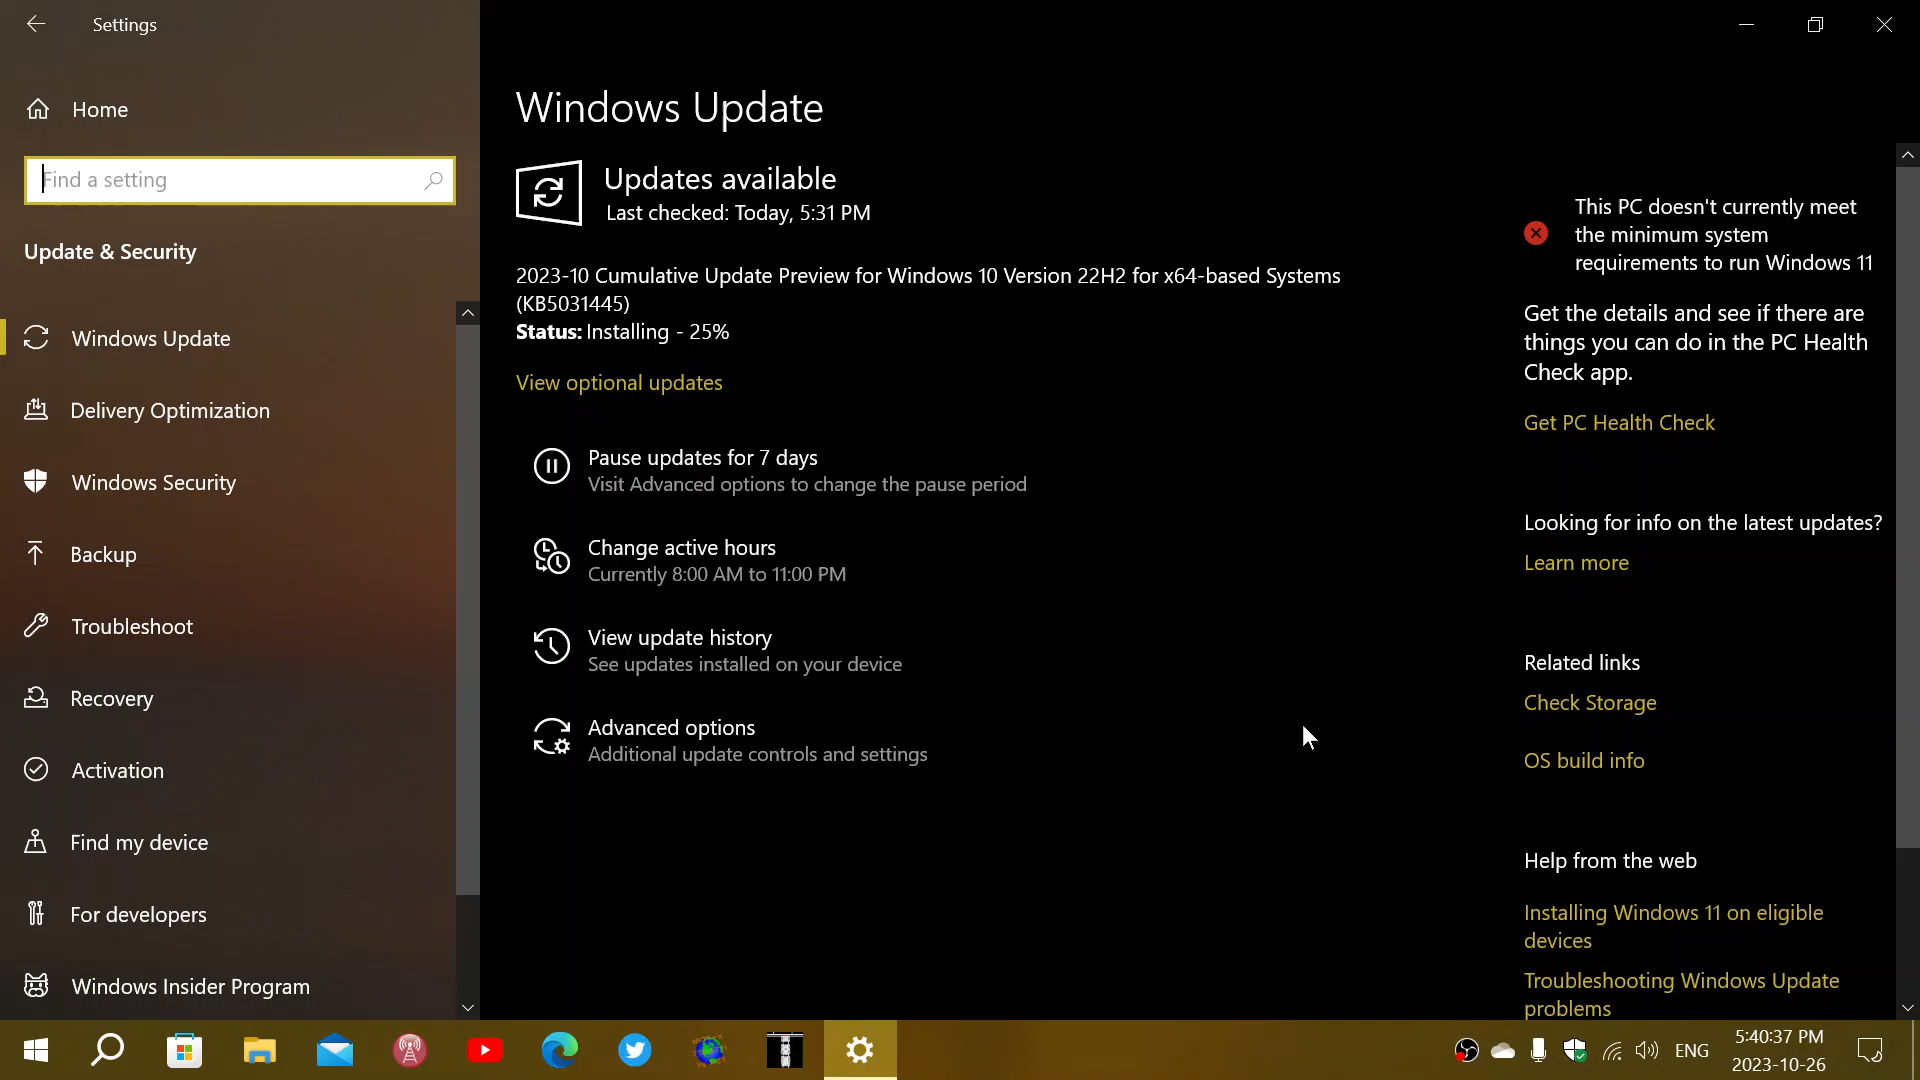 Settings
Home
Find a setting
Update & Security
Windows Update
Delivery Optimization
Windows Security
Backup
Troubleshoot
Recovery
Activation
Find my device
For developers
Windows Insider Program
Windows Update
Updates available
Last checked: Today, 5:31 PM
2023-10 Cumulative Update Preview for Windows 10 Version 22H2 for x64-based Systems
(KB5031445)
Status: Installing - 25%
View optional updates
Pause updates for 7 days
Visit Advanced options to change the pause period
Change active hours
Currently 8:00 AM to 11:00 PM
View update history
See updates installed on your device
Advanced options
Additional update controls and settings
This PC doesn't currently meet
the minimum system
requirements to run Windows 11
Get the details and see if there are
things you can do in the PC Health
Check app.
Get PC Health Check
Looking for info on the latest updates?
Learn more
Related links
Check Storage
OS build info
Help from the web
Installing Windows 11 on eligible
devices
Troubleshooting Windows Update
problems
ENG
5:40:37 PM
2023-10-26